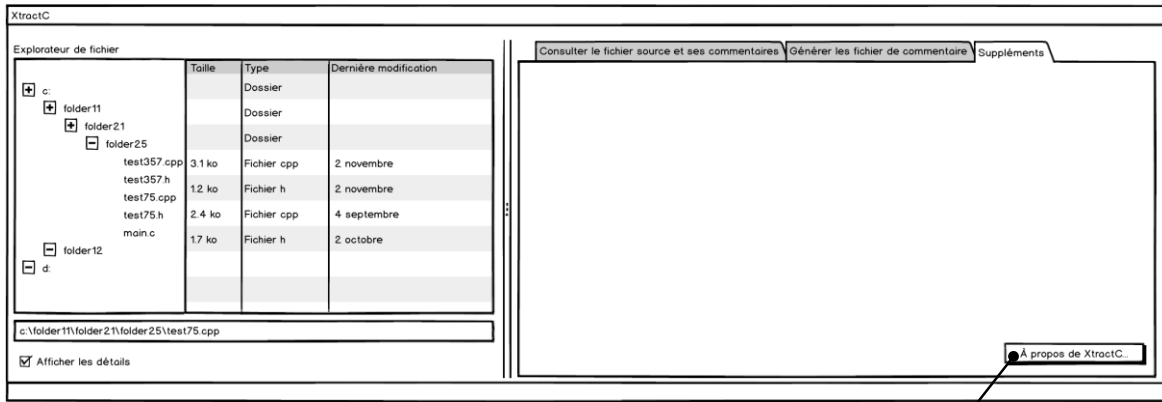 XtractC
Explorateur de fichier
Taille Type Dernière modification
c: Dossier
folder11 Dossier
folder21 Dossier
folder25
test357.cpp 3.1 ko Fichier cpp 2 novembre
test357.h 1.2 ko Fichier h 2 novembre
test75.cpp 2.4 ko Fichier cpp 4 septembre
test75.h 1.7 ko Fichier h 2 octobre
main.c
folder12
d:
c:\folder11\folder21\folder25\test75.cpp
Afficher les détails
Consulter le fichier source et ses commentaires Générer les fichier de commentaire Suppléments
À propos de XtractC...